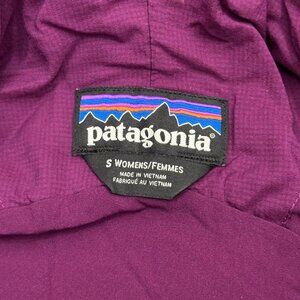 patagonia®
S WOMENS/FEMMES
MADE IN VIETNAM
FABRIQUÉ AU VIETNAM